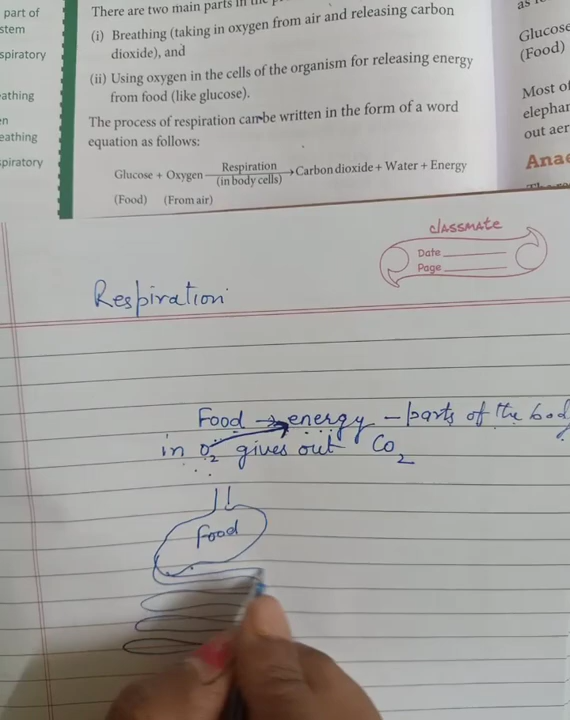 part of
stem
spiratory
eathing
n
eathing
spiratory
There are two main parts in the
(i) Breathing (taking in oxygen from air and releasing carbon
dioxide), and
(ii) Using oxygen in the cells of the organism for releasing energy
from food (like glucose).
The process of respiration can be written in the form of a word
equation as follows:
Glucose + Oxygen Respiration (in body cells) → Carbon dioxide + Water + Energy
(Food) (From air)
Glucose
(Food)
Most of
elephan
out aer
Anae
classmate
Date
Page
Respiration
Food → energy – parts of the bod
in O2 gives out CO2
Food